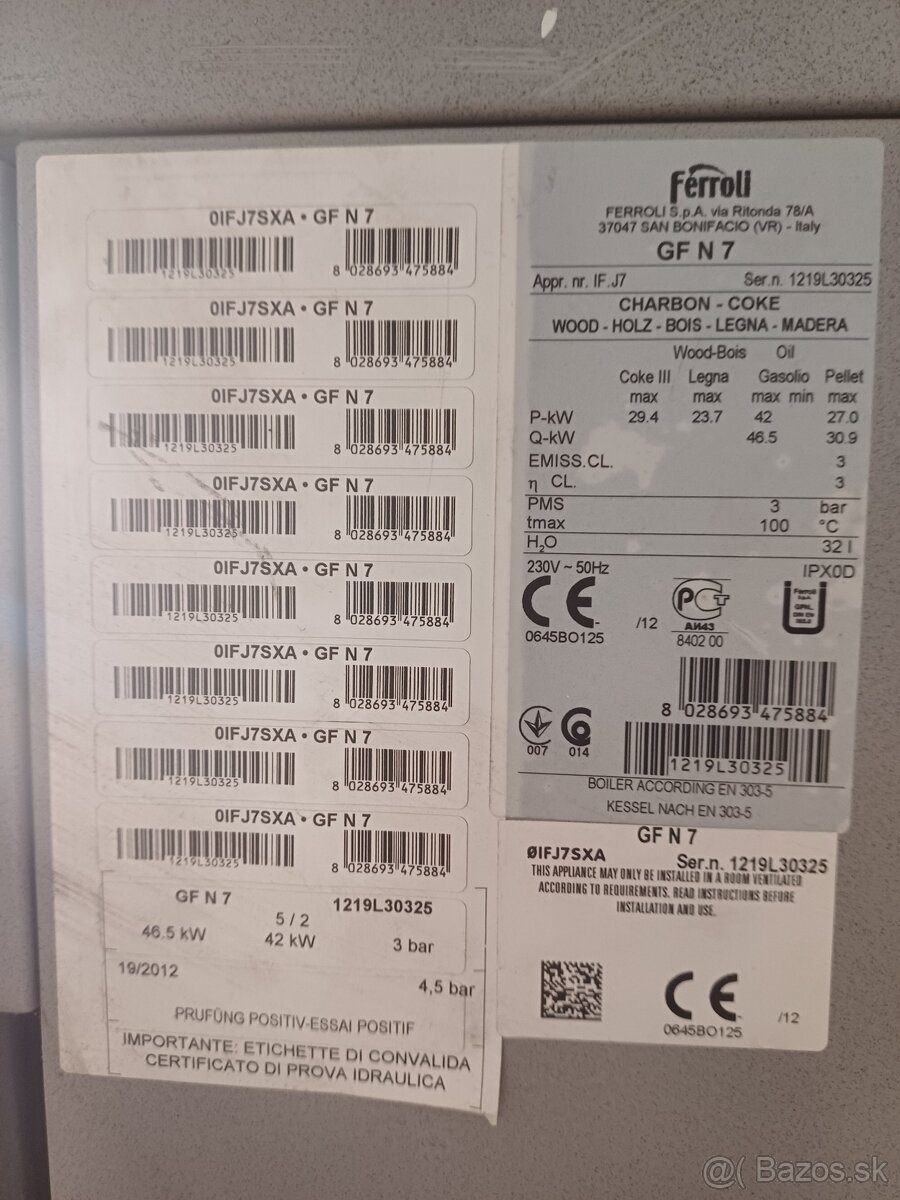 0IFJ7SXA • GF N 7
1219L30325
8 028693 475884
0IFJ7SXA • GF N 7
1219L30325
8 028693 475884
0IFJ7SXA • GF N 7
1219L30325
8 028693 475884
0IFJ7SXA • GF N 7
1219L30325
8 028693 475884
0IFJ7SXA • GF N 7
1219L30325
8 028693 475884
0IFJ7SXA • GF N 7
1219L30325
8 028693 475884
0IFJ7SXA • GF N 7
1219L30325
8 028693 475884
0IFJ7SXA • GF N 7
1219L30325
8 028693 475884
GF N 7
5 / 2
1219L30325
46.5 kW
42 kW
3 bar
19/2012
4,5 bar
PRUFÜNG POSITIV-ESSAI POSITIF
IMPORTANTE: ETICHETTE DI CONVALIDA
CERTIFICATO DI PROVA IDRAULICA
Ferroli
FERROLI S.p.A. via Ritonda 78/A
37047 SAN BONIFACIO (VR) - Italy
GF N 7
Appr. nr. IF.J7 Ser.n. 1219L30325
CHARBON - COKE
WOOD - HOLZ - BOIS - LEGNA - MADERA
Wood-Bois Oil
Coke III Legna Gasolio Pellet
max max max min max
P-kW 29.4 23.7 42 27.0
Q-kW 46.5 30.9
EMISS.CL. 3
η CL. 3
PMS 3 bar
tmax 100 °C
H2O 32 l
230V ~ 50Hz IPX0D
CE
0645BO125
/12
РСТ
АИ43
8402 00
Ferroli
S.p.A.
8 028693 475884
007
014
1219L30325
BOILER ACCORDING EN 303-5
KESSEL NACH EN 303-5
GF N 7
ØIFJ7SXA Ser.n. 1219L30325
THIS APPLIANCE MAY ONLY BE INSTALLED IN A ROOM VENTILATED
ACCORDING TO REQUIREMENTS. READ INSTRUCTIONS BEFORE
INSTALLATION AND USE.
CE
0645BO125
/12
@( Bazos.sk